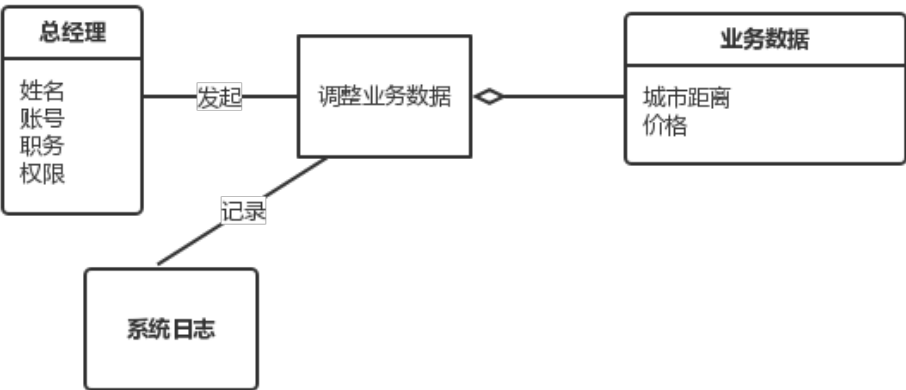 总经理
姓名
账号
职务
权限
发起
调整业务数据
业务数据
城市距离
价格
记录
系统日志